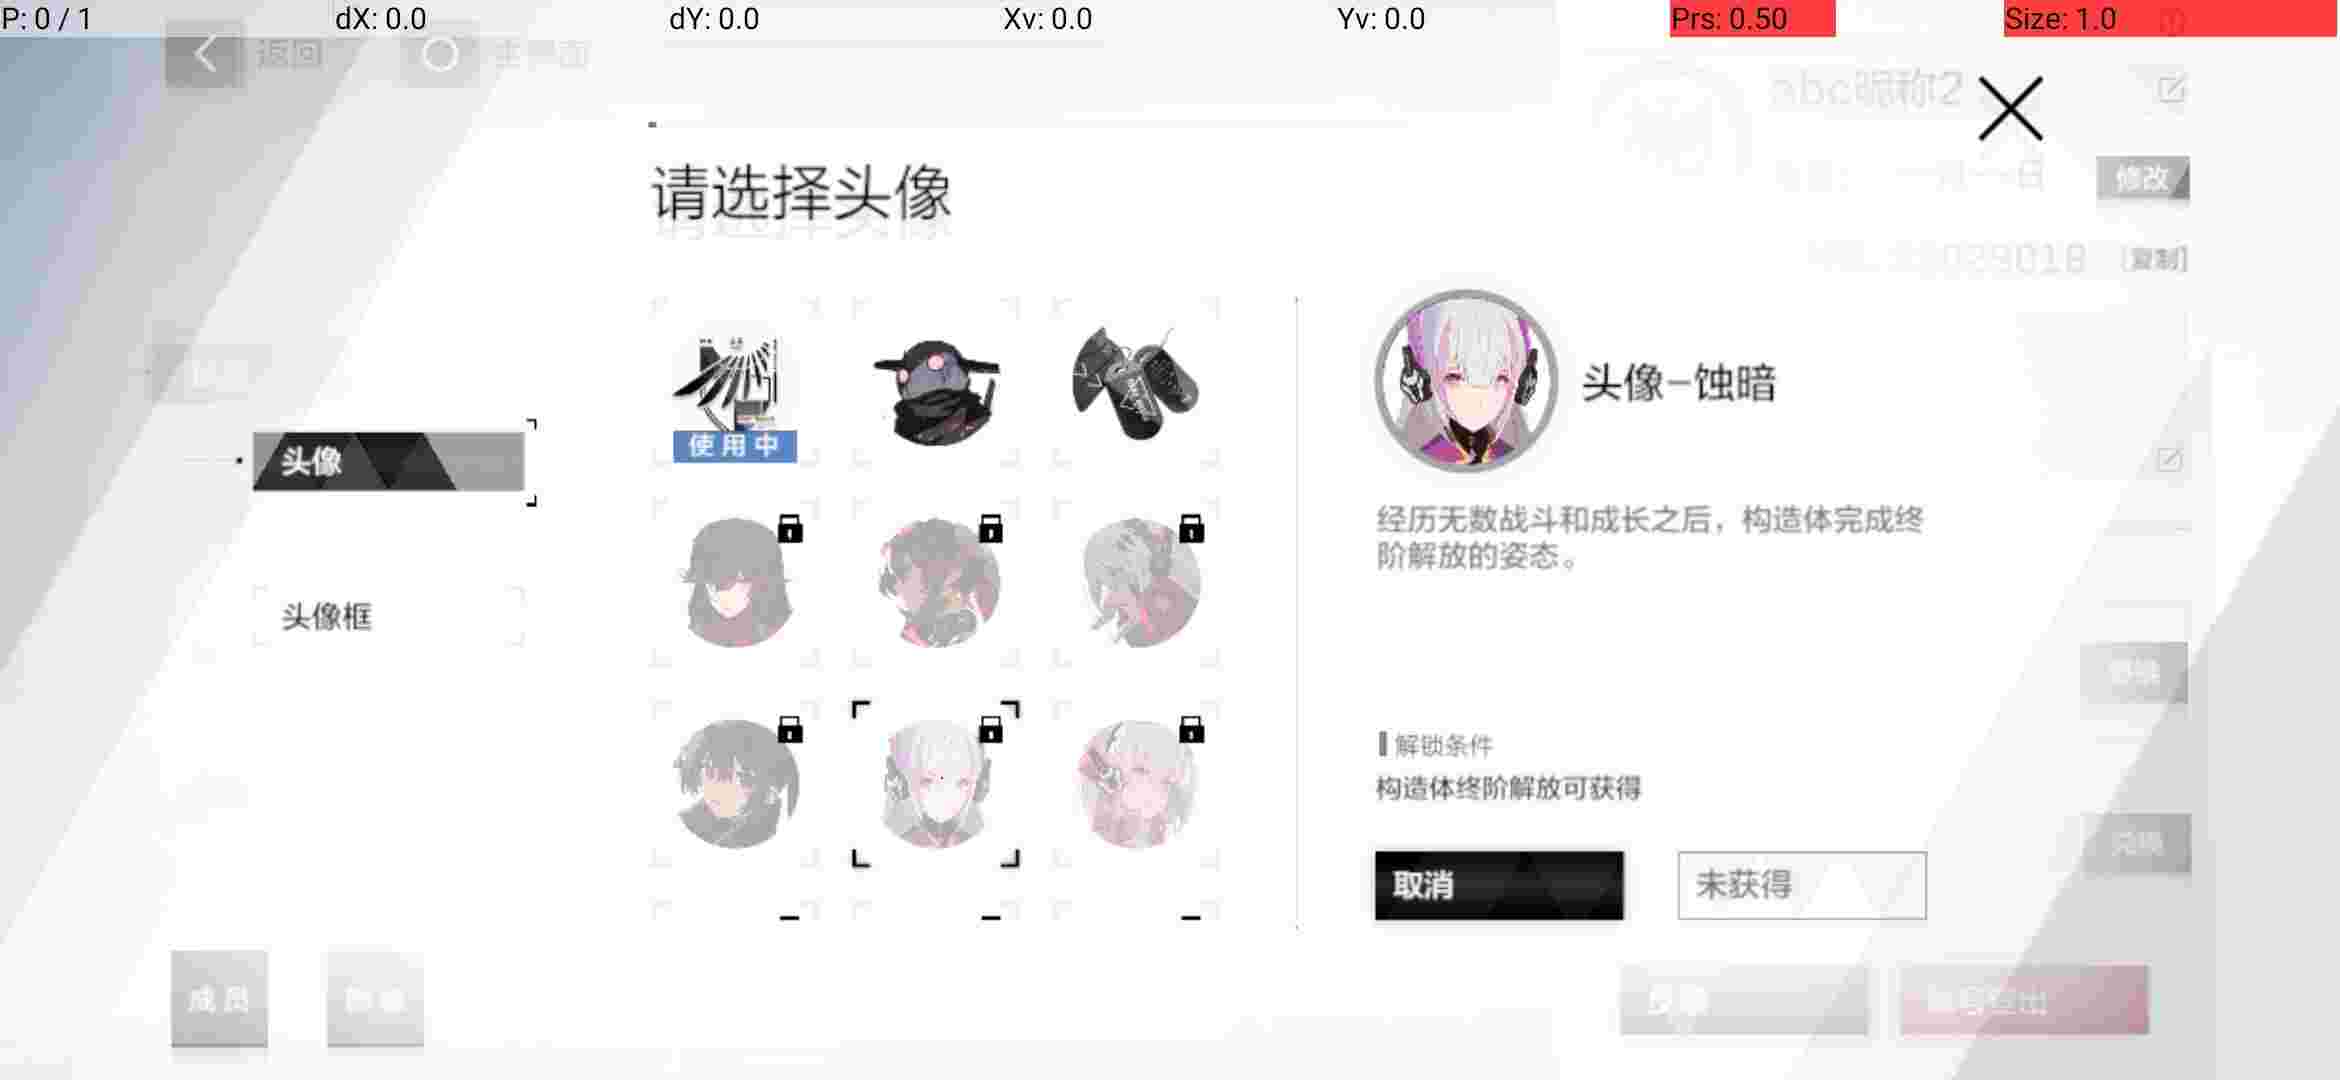 P: 0 / 1
dX: 0.0
dY: 0.0
Xv: 0.0
Yv: 0.0
Prs: 0.50
Size: 1.0
返回
主界面
abc昵称2
日
修改
029018
[复制]
请选择头像
使用中
头像
头像框
头像-蚀暗
经历无数战斗和成长之后，构造体完成终
阶解放的姿态。
解锁条件
构造体终阶解放可获得
取消
未获得
成员